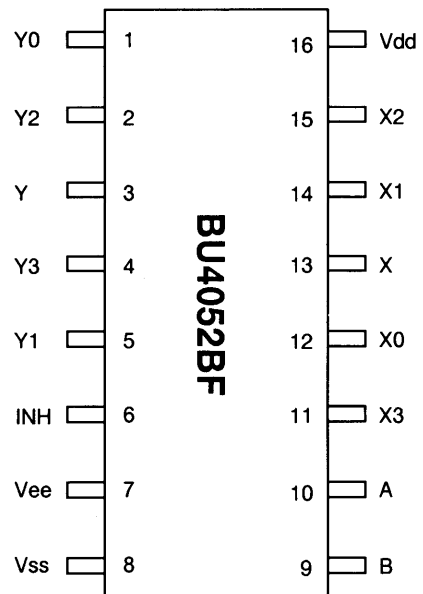 Y0 1 16 Vdd
Y2 2 15 X2
Y 3 14 X1
Y3 4 13 X
Y1 5 12 X0
INH 6 11 X3
Vee 7 10 A
Vss 8 9 B
BU4052BF